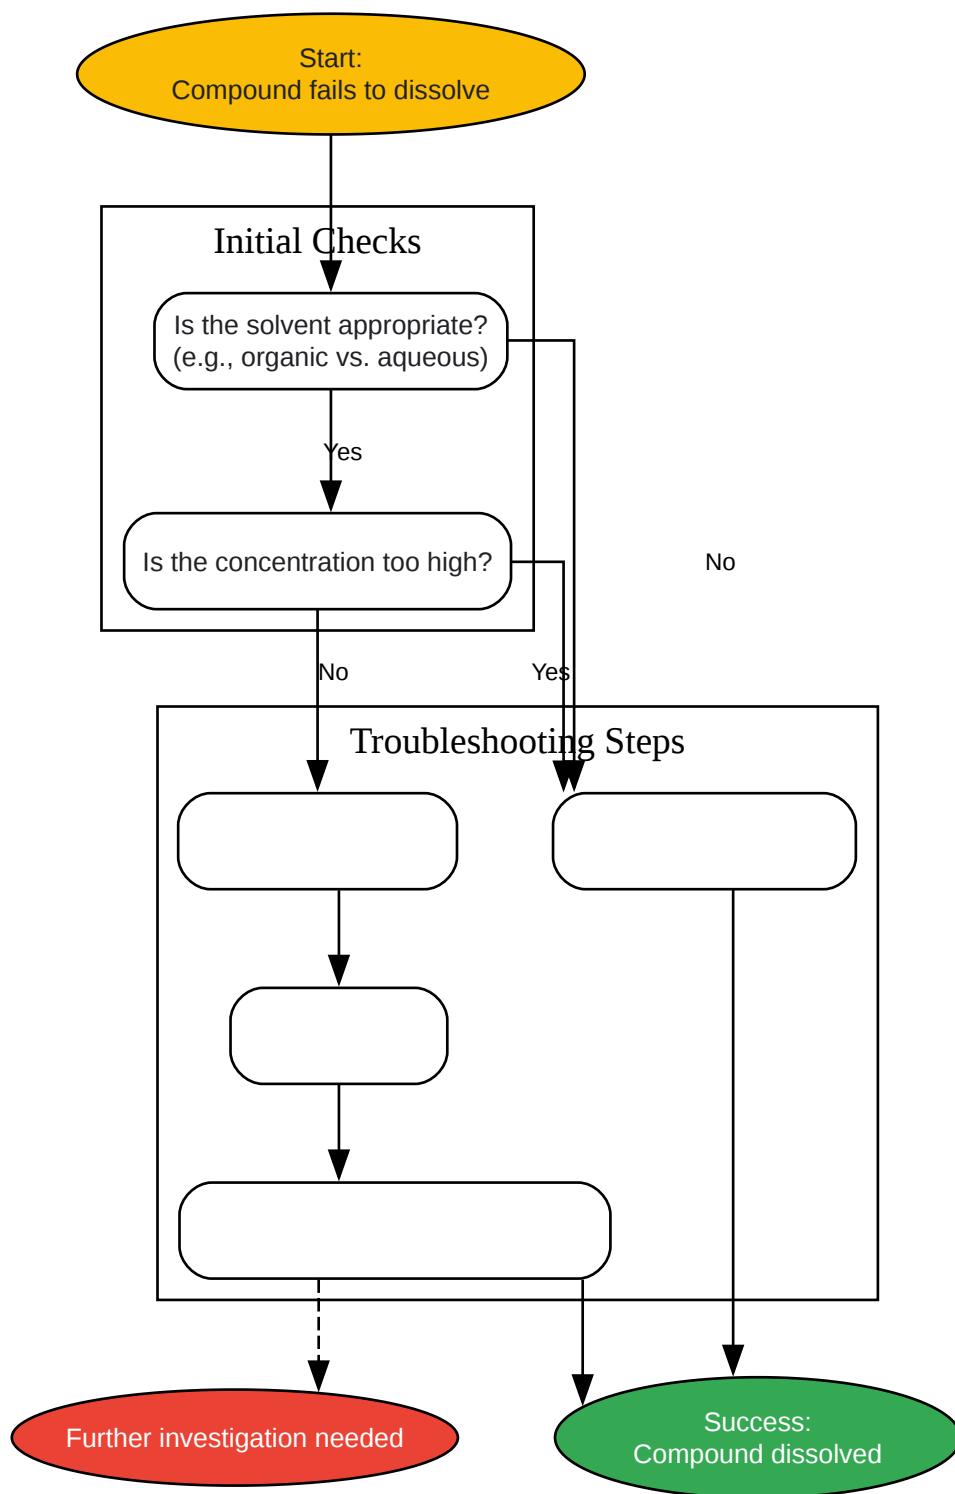 Start:
Compound fails to dissolve
Initial Checks
Is the solvent appropriate?
(e.g., organic vs. aqueous)
Yes
Is the concentration too high?
No
No
Yes
Troubleshooting Steps
Further investigation needed
Success:
Compound dissolved